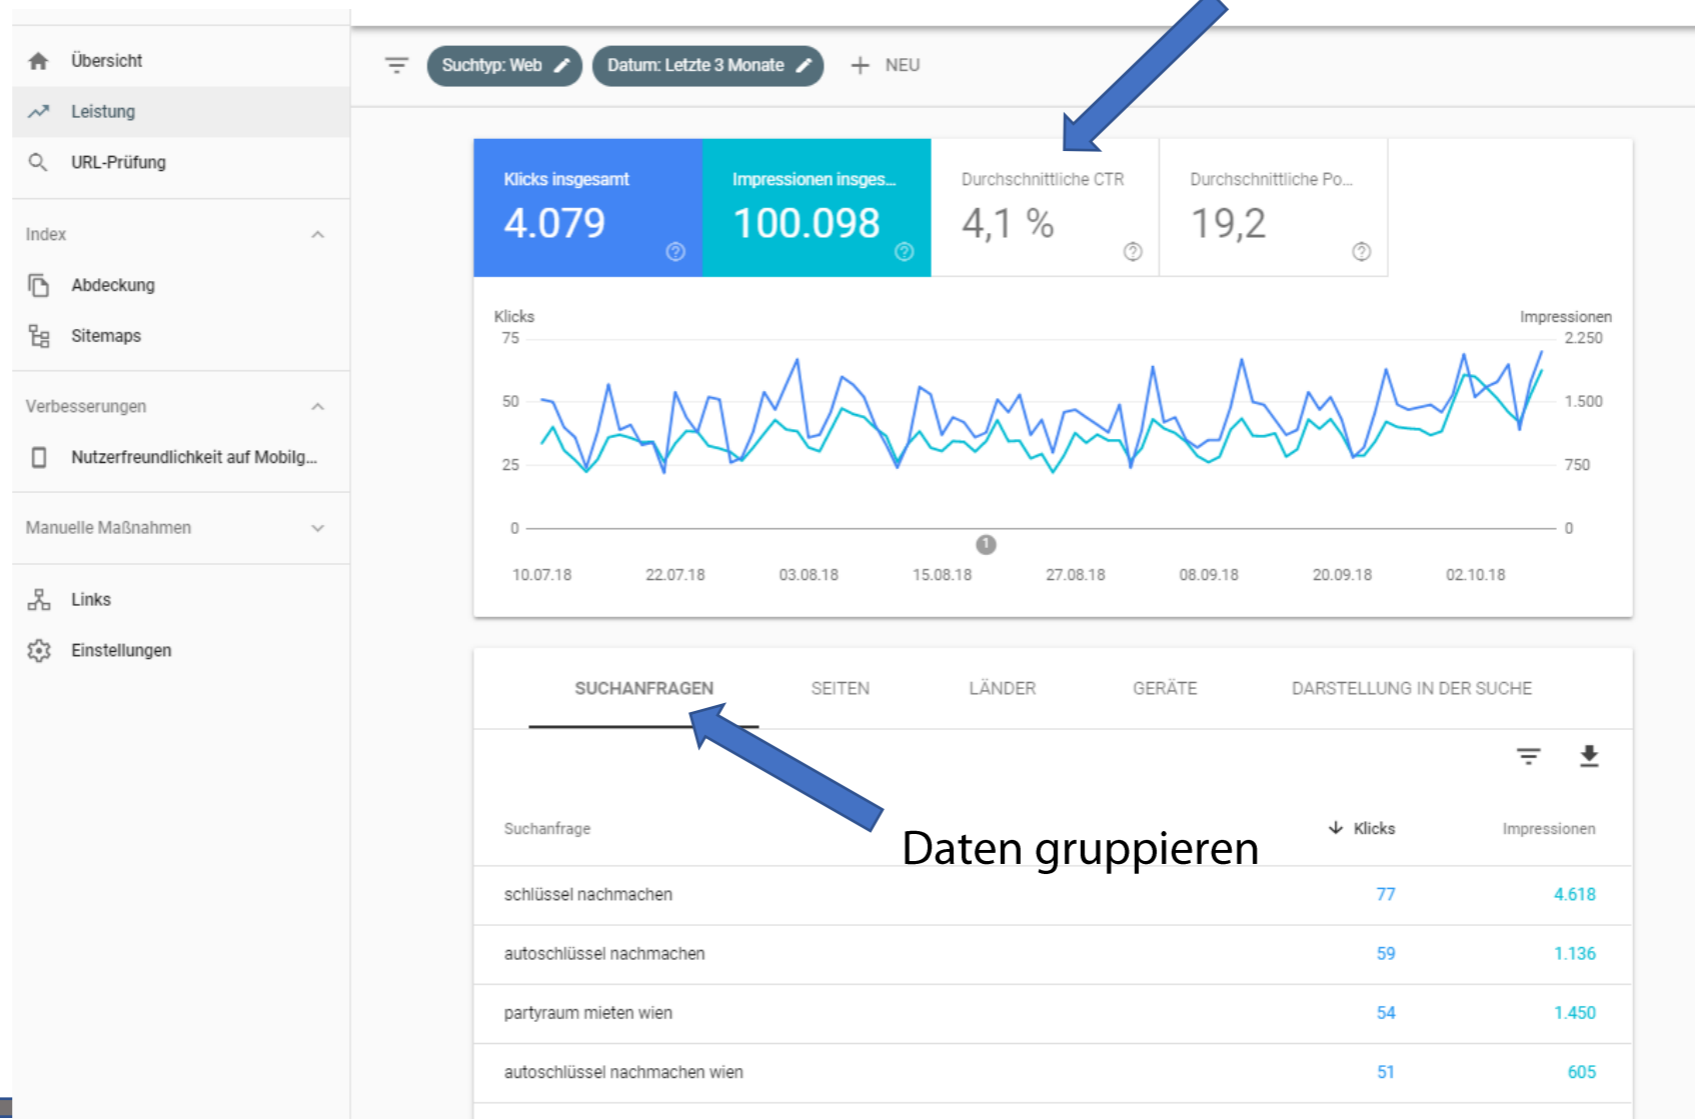 Übersicht
Leistung
URL-Prüfung
Index
Abdeckung
Sitemaps
Verbesserungen
Nutzerfreundlichkeit auf Mobilg...
Manuelle Maßnahmen
Links
Einstellungen
Suchtyp: Web
Datum: Letzte 3 Monate
+ NEU
Klicks insgesamt
4.079
Impressionen insges...
100.098
Durchschnittliche CTR
4,1 %
Durchschnittliche Po...
19,2
Klicks
Impressionen
75
2.250
50
1.500
25
750
0
0
1
10.07.18 22.07.18 03.08.18 15.08.18 27.08.18 08.09.18 20.09.18 02.10.18
SUCHANFRAGEN SEITEN LÄNDER GERÄTE DARSTELLUNG IN DER SUCHE
Daten gruppieren
Suchanfrage Klicks Impressionen
schlüssel nachmachen 77 4.618
autoschlüssel nachmachen 59 1.136
partyraum mieten wien 54 1.450
autoschlüssel nachmachen wien 51 605